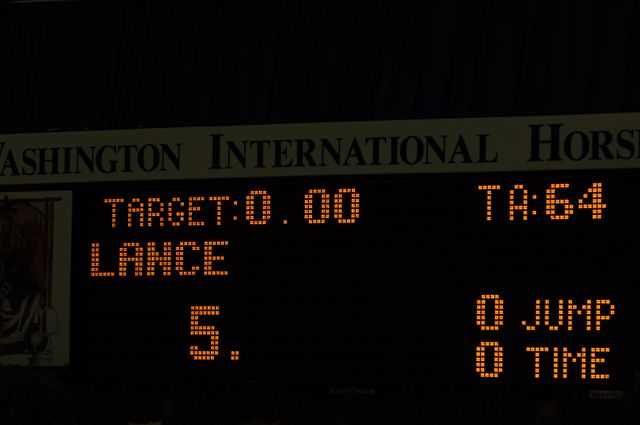 WASHINGTON INTERNATIONAL HORS
TARGET:0.00 TA:64
LANCE
5. 0 JUMP
0 TIME